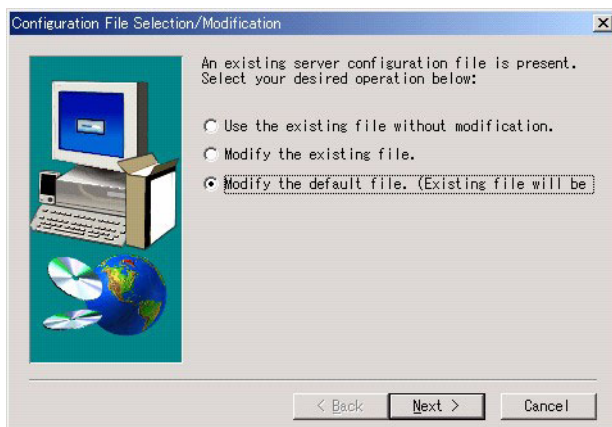 Configuration File Selection/Modification
An existing server configuration file is present.
Select your desired operation below:
Use the existing file without modification.
Modify the existing file.
Modify the default file. (Existing file will be
< Back
Next >
Cancel